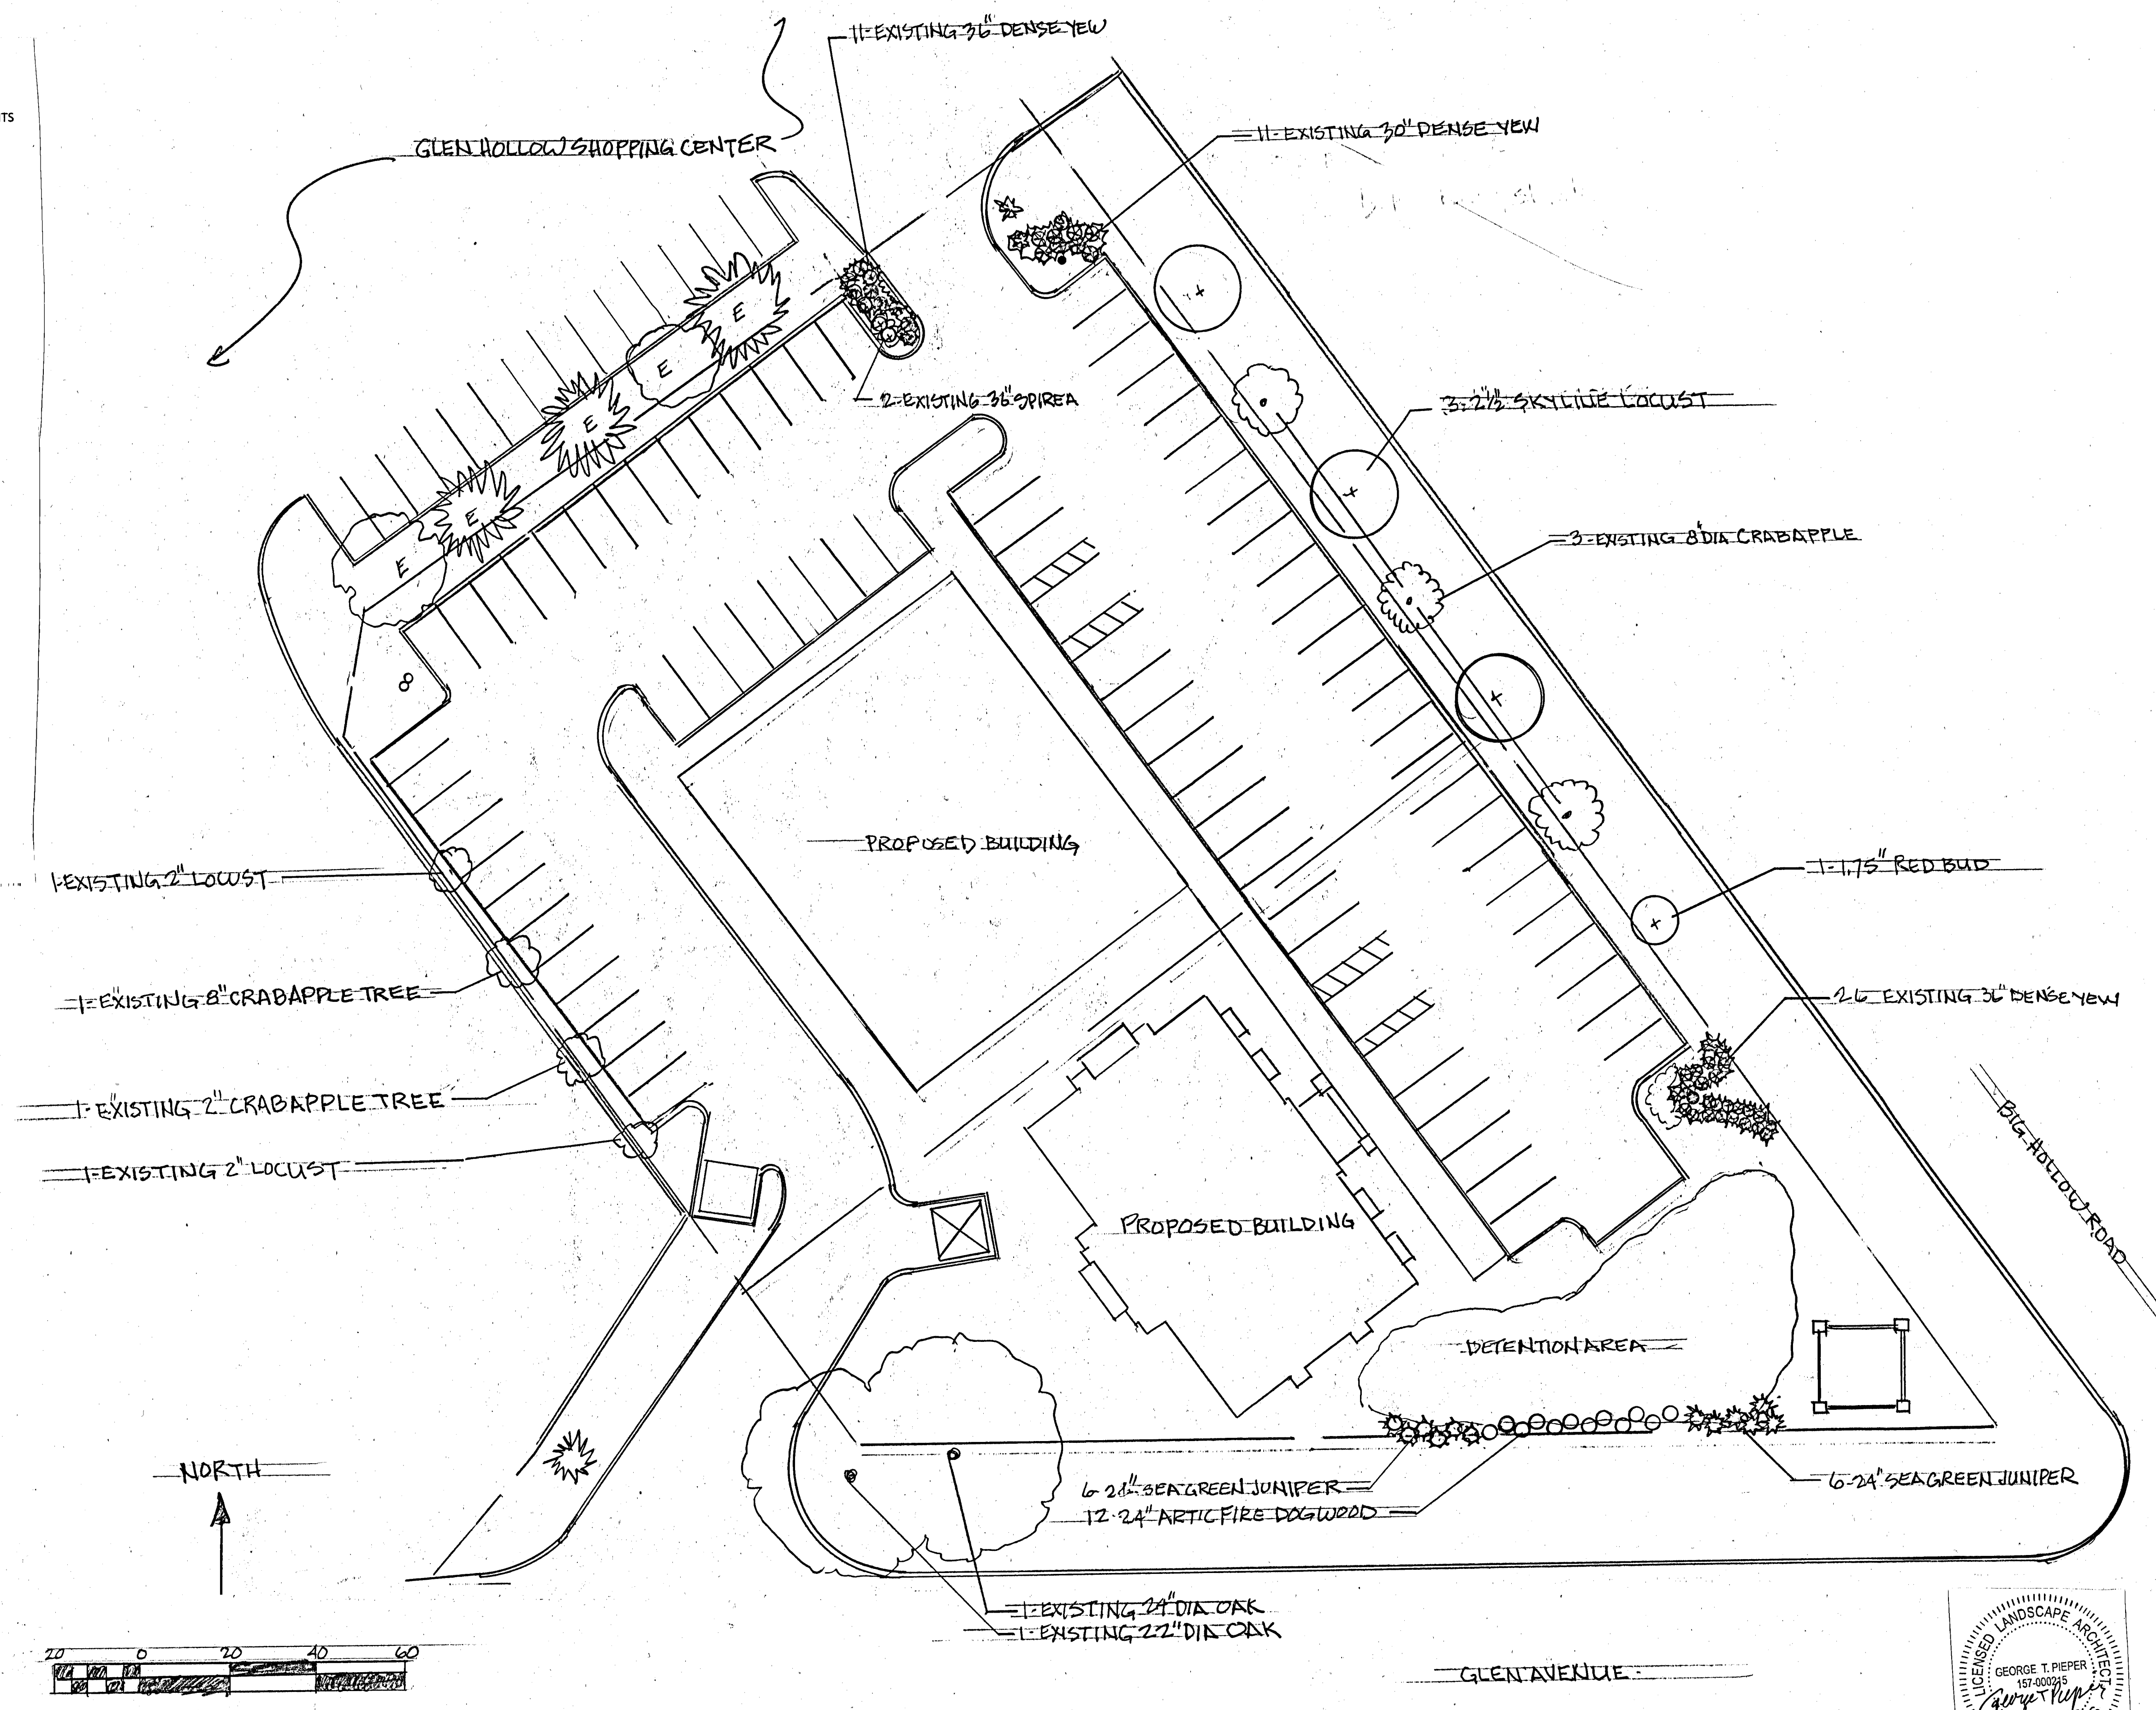 TS
11-EXISTING 36" DENSE YEW
GLEN HOLLOW SHOPPING CENTER
11-EXISTING 30" DENSE YEW
E
E
E
E
E
2-EXISTING 36" SPIREA
3-2½" SKYLINE LOCUST
3-EXISTING 8" DIA CRABAPPLE
PROPOSED BUILDING
1-EXISTING 2" LOCUST
1-1.75" RED BUD
1-EXISTING 8" CRABAPPLE TREE
26-EXISTING 36" DENSE YEW
1-EXISTING 2" CRABAPPLE TREE
BIG HOLLOW ROAD
1-EXISTING 2" LOCUST
PROPOSED BUILDING
DETENTION AREA
NORTH
6-24" SEA GREEN JUNIPER
12-24" ARTIC FIRE DOGWOOD
6-24" SEA GREEN JUNIPER
1-EXISTING 24" DIA OAK
1-EXISTING 22" DIA OAK
20 0 20 40 60
GLEN AVENUE
LICENSED LANDSCAPE ARCHITECT
GEORGE T. PIEPER
157-000215
George T Pieper